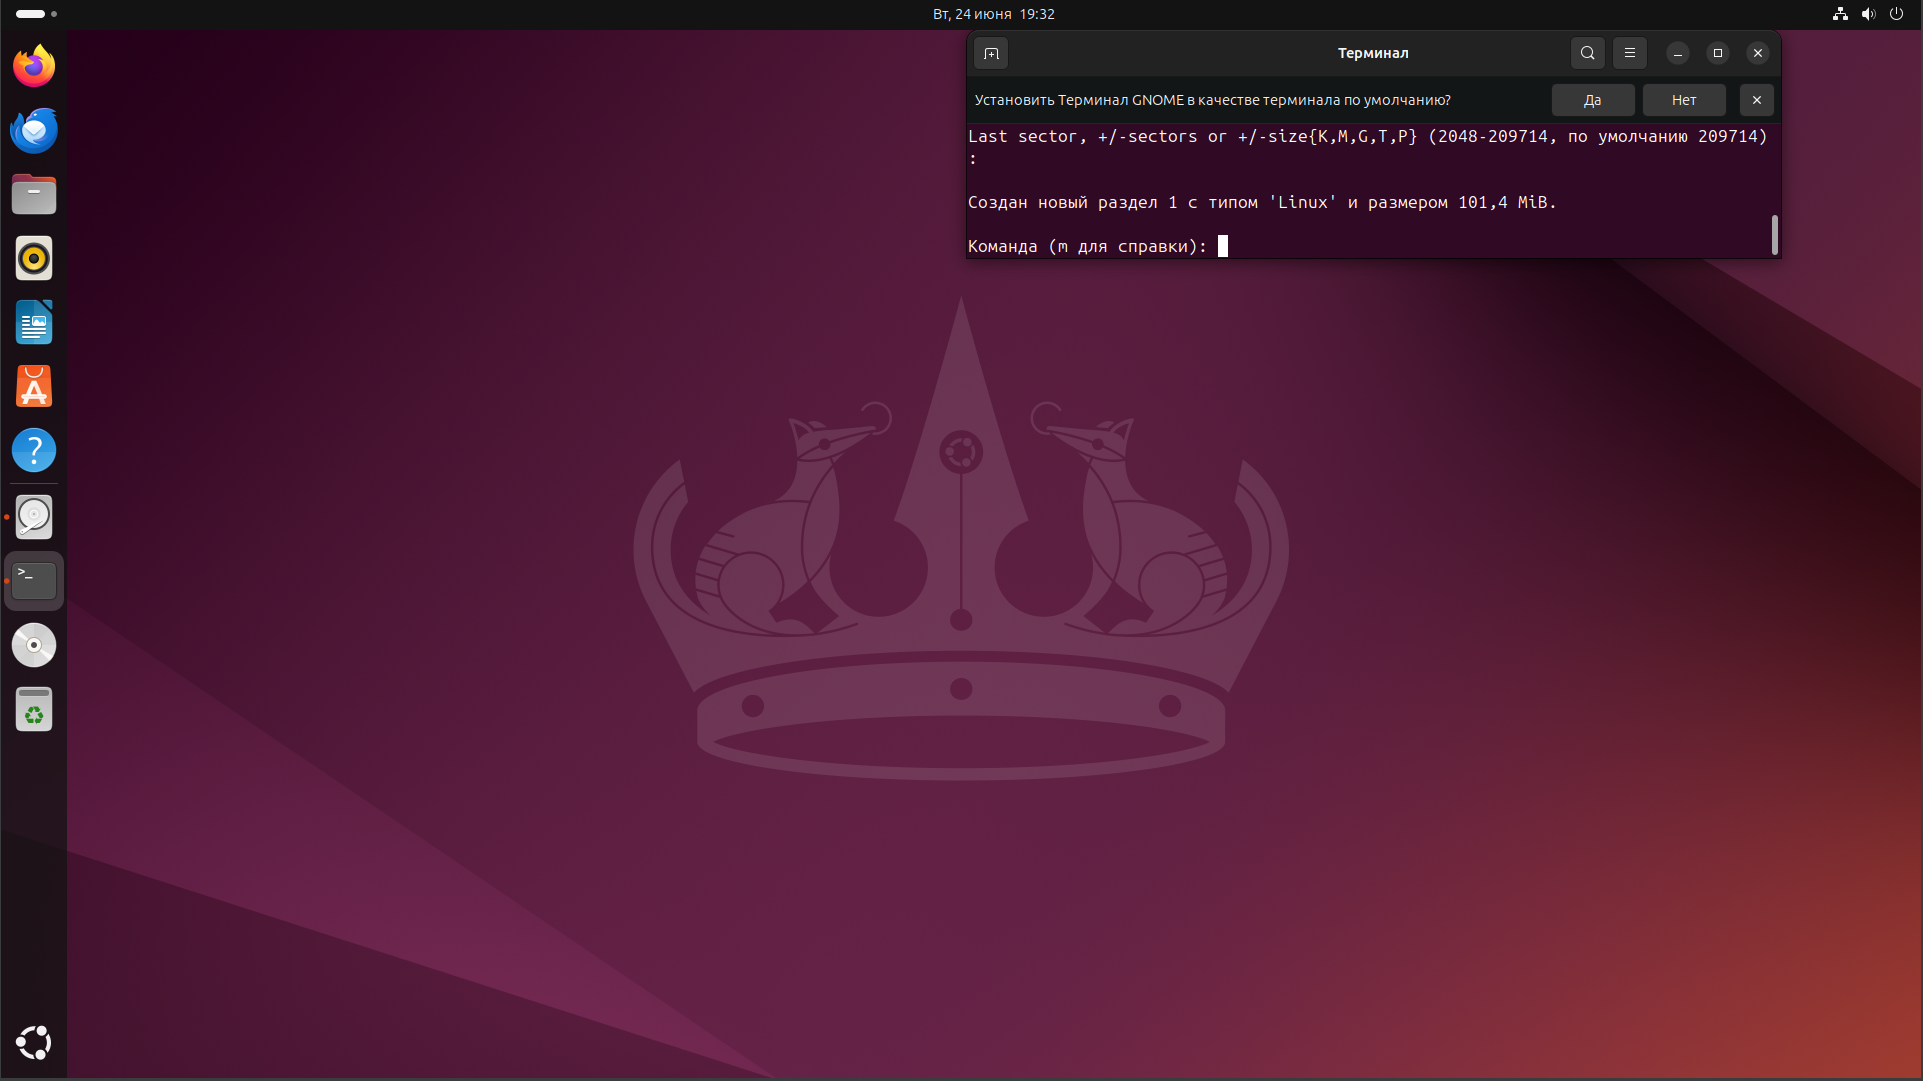 Вт, 24 июня 19:32
Терминал
Установить Терминал GNOME в качестве терминала по умолчанию?
Да
Нет
Last sector, +/-sectors or +/-size{K,M,G,T,P} (2048-209714, по умолчанию 209714)
:
Создан новый раздел 1 с типом 'Linux' и размером 101,4 MiB.
Команда (m для справки):